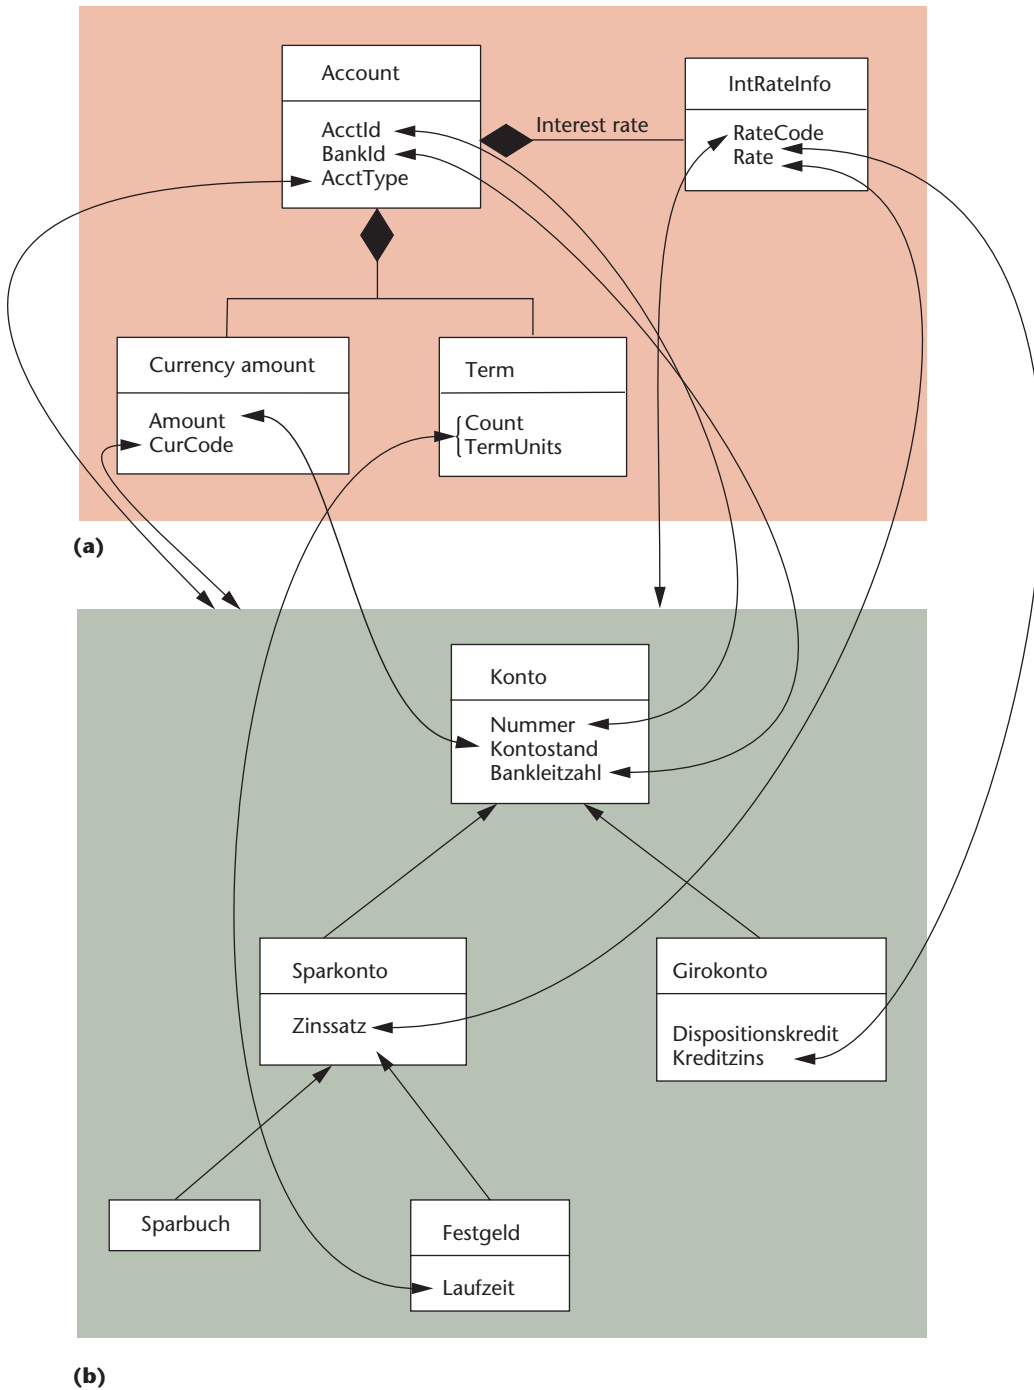 Account
IntRateInfo
Interest rate
AcctId
BankId
AcctType
RateCode
Rate
Currency amount
Term
Amount
CurCode
Count
TermUnits
(a)
Konto
Nummer
Kontostand
Bankleitzahl
Sparkonto
Girokonto
Zinssatz
Dispositionskredit
Kreditzins
Sparbuch
Festgeld
Laufzeit
(b)